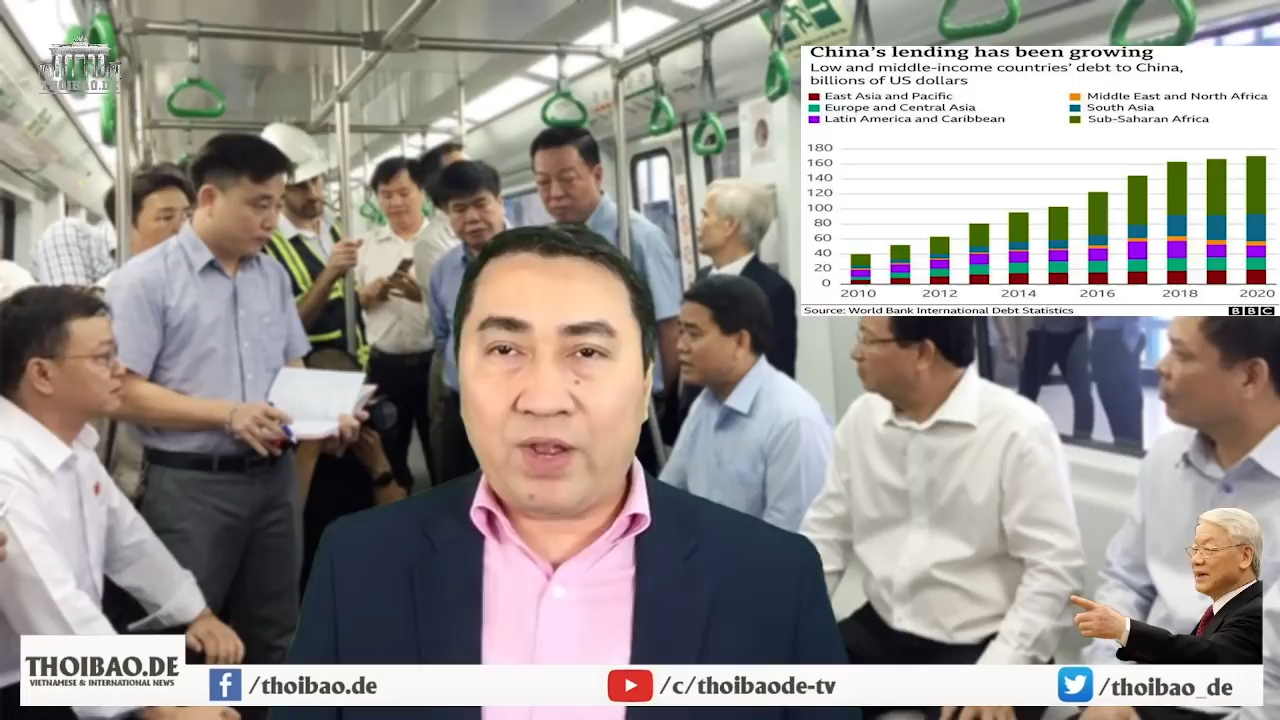 THOIBAO.DE
China's lending has been growing
Low and middle-income countries' debt to China,
billions of US dollars
East Asia and Pacific
Europe and Central Asia
Latin America and Caribbean
Middle East and North Africa
South Asia
Sub-Saharan Africa
180
160
140
120
100
80
60
40
20
0
2010
2012
2014
2016
2018
2020
Source: World Bank International Debt Statistics
BBC
THOIBAO.DE
VIETNAMESE & INTERNATIONAL NEWS
/thoibao.de
/c/thoibaode-tv
/thoibao_de